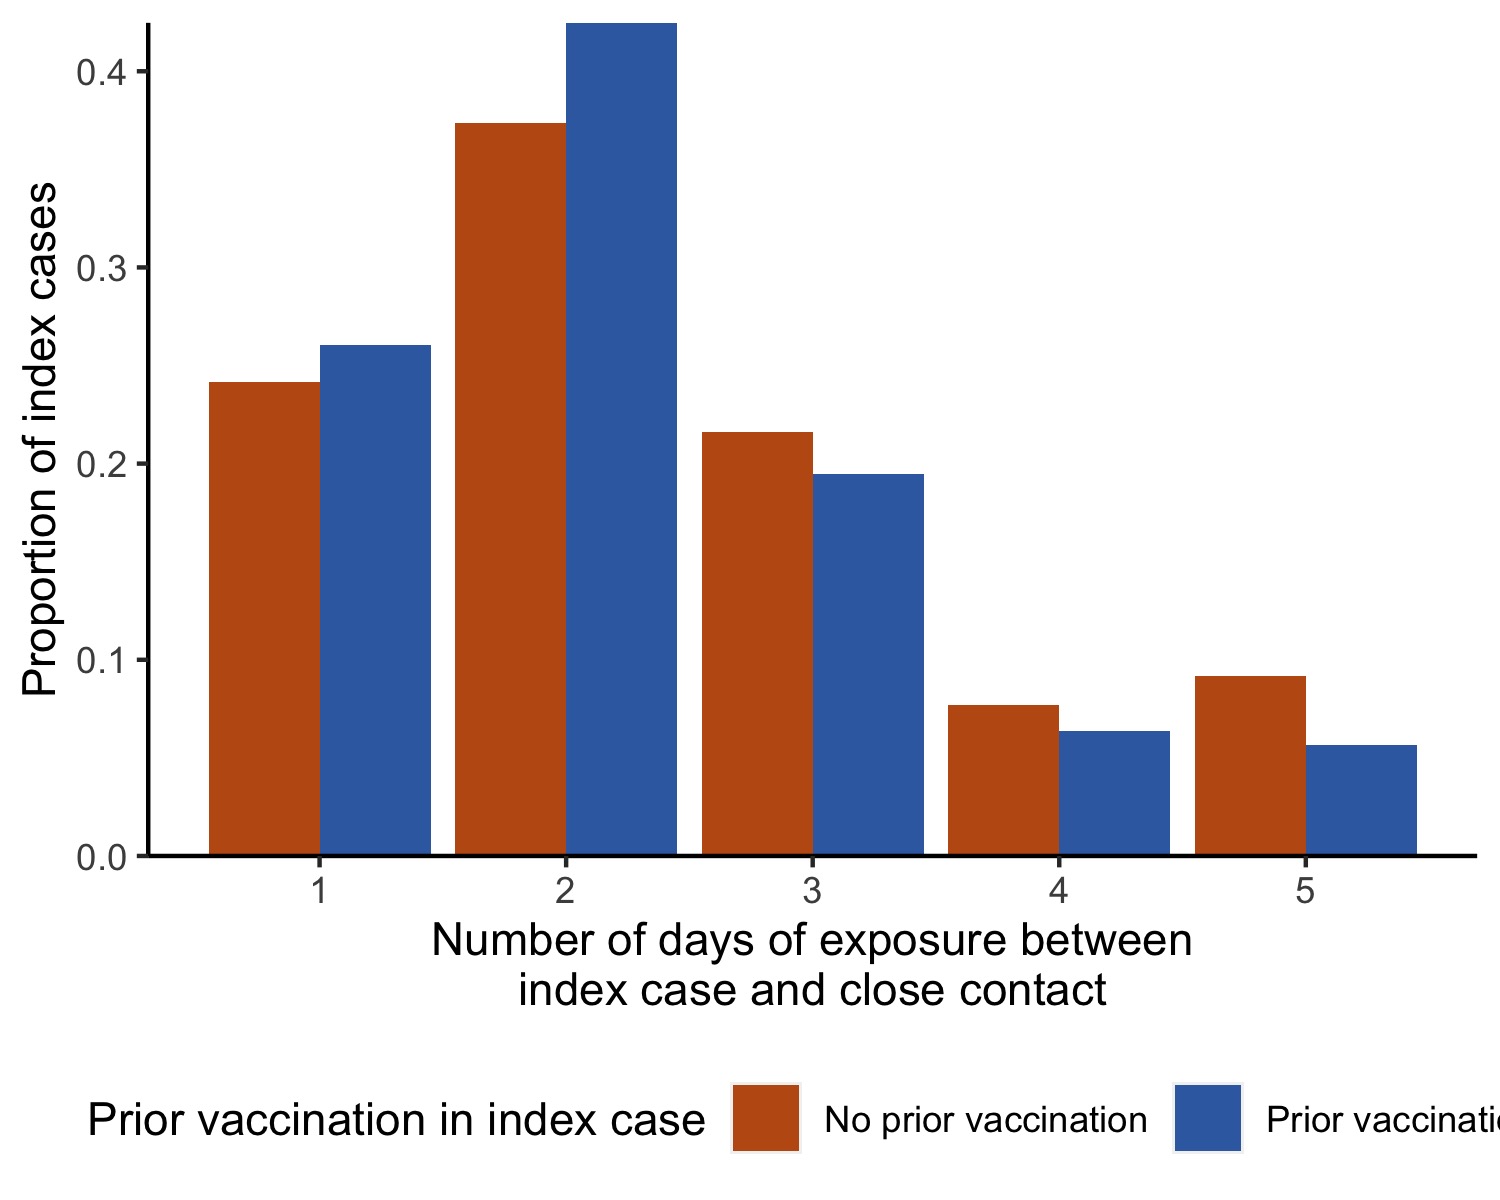 Proportion of index cases
0.4
0.3
0.2
0.1
0.0
1 2 3 4 5
Number of days of exposure between
index case and close contact
Prior vaccination in index case No prior vaccination Prior